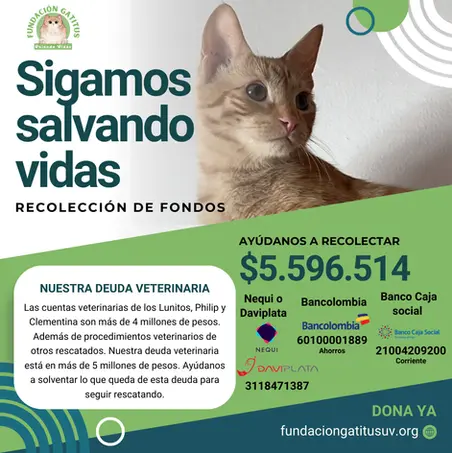 FUNDACIÓN GATITUS
Sigamos
salvando
vidas
RECOLECCIÓN DE FONDOS
AYÚDANOS A RECOLECTAR
$5.596.514
NUESTRA DEUDA VETERINARIA
Las cuentas veterinarias de los Lunitos, Philip y
Clementina son más de 4 millones de pesos.
Además de procedimientos veterinarios de
otros rescatados. Nuestra deuda veterinaria
está en más de 5 millones de pesos. Ayúdanos
a solventar lo que queda de esta deuda para
seguir rescatando.
Nequi o
Daviplata
NEQUI
DAVIPLATA
3118471387
Bancolombia
Bancolombia
60100001889
Ahorros
Banco Caja
social
Banco Caja Social
21004209200
Corriente
DONA YA
fundaciongatitusuv.org